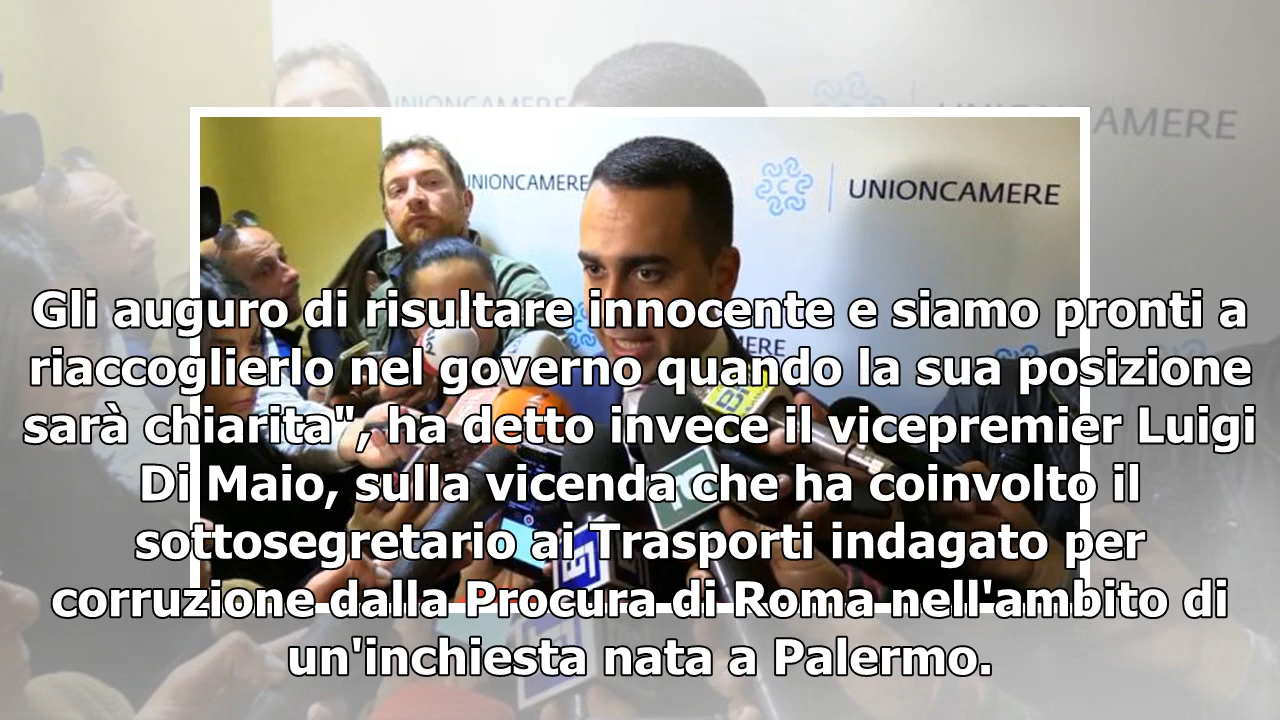 UNIONCAMERE
UNIONCAMERE
AMERE
UNIONCAMERE
UNIONCAMERE
Gli auguro di risultare innocente e siamo pronti a
riaccoglierlo nel governo quando la sua posizione
sarà chiarita", ha detto invece il vicepremier Luigi
Di Maio, sulla vicenda che ha coinvolto il
sottosegretario ai Trasporti indagato per
corruzione dalla Procura di Roma nell'ambito di
un'inchiesta nata a Palermo.